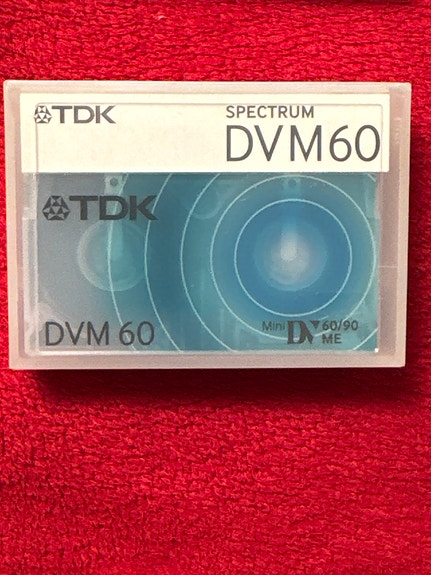 TDK
SPECTRUM
DVM60
TDK
DVM 60
Mini DV 60/90
ME